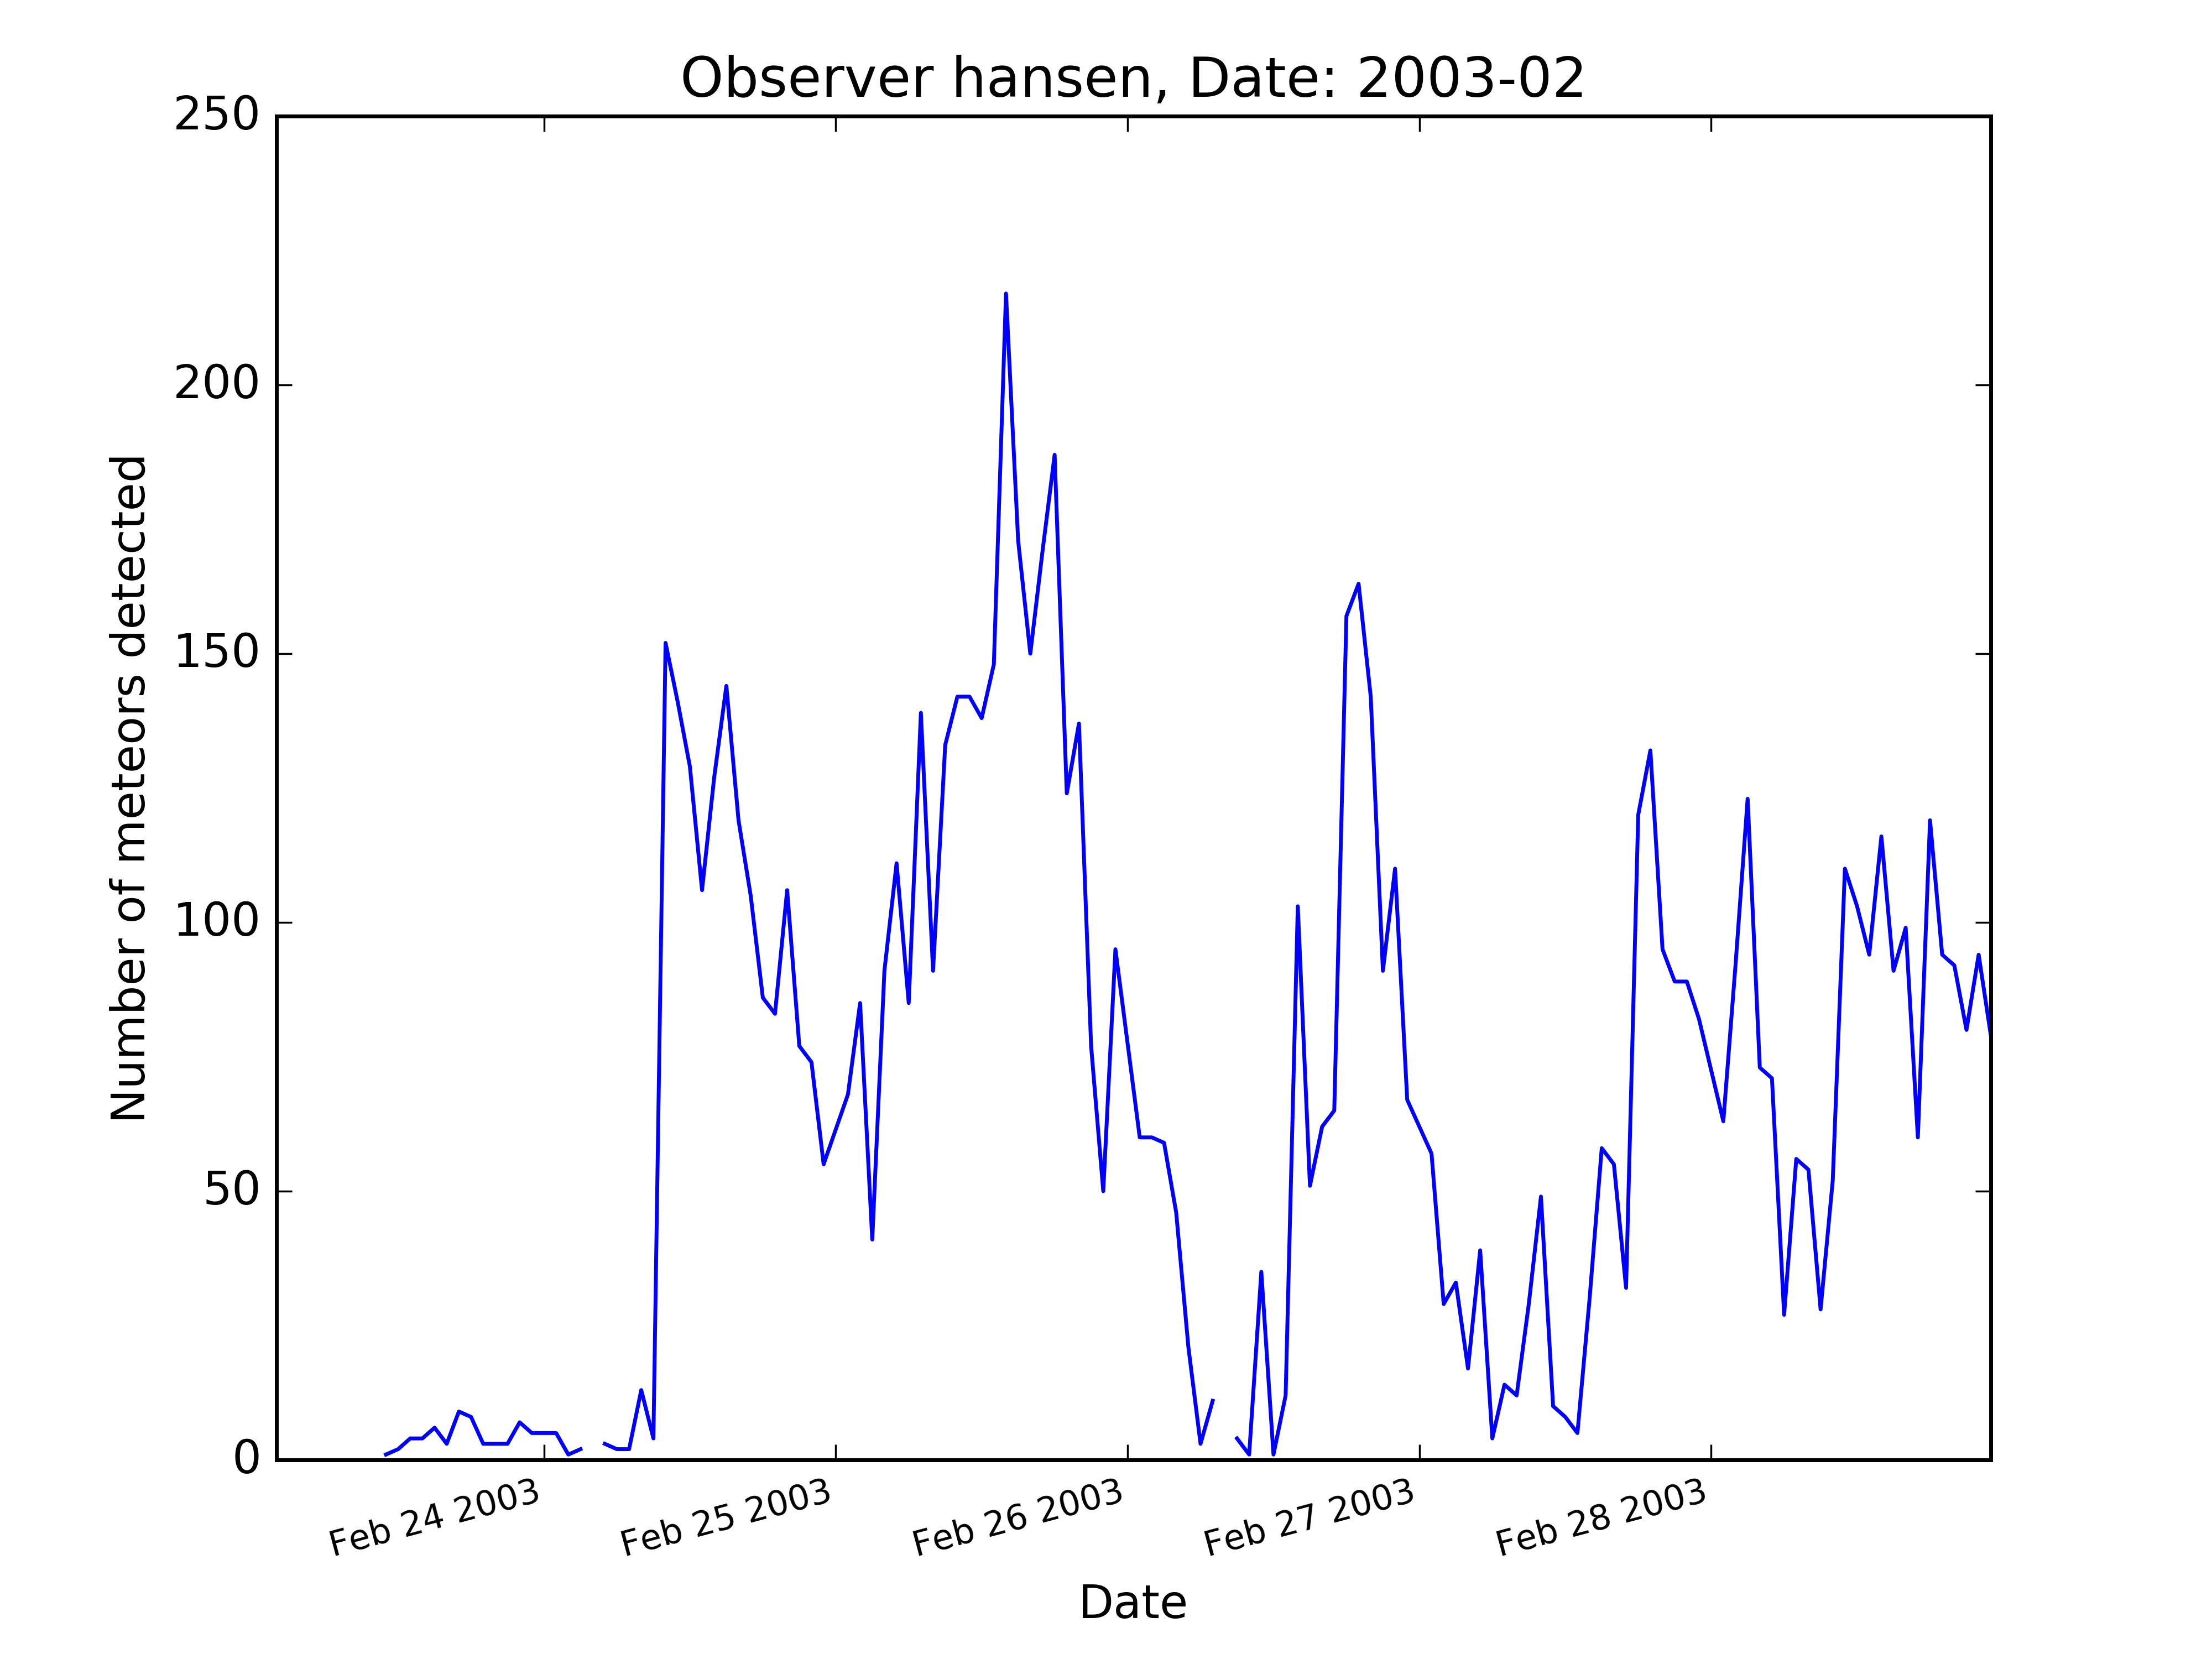 Observer hansen, Date: 2003-02
Number of meteors detected
250
200
150
100
50
0
Feb 24 2003
Feb 25 2003
Feb 26 2003
Feb 27 2003
Feb 28 2003
Date